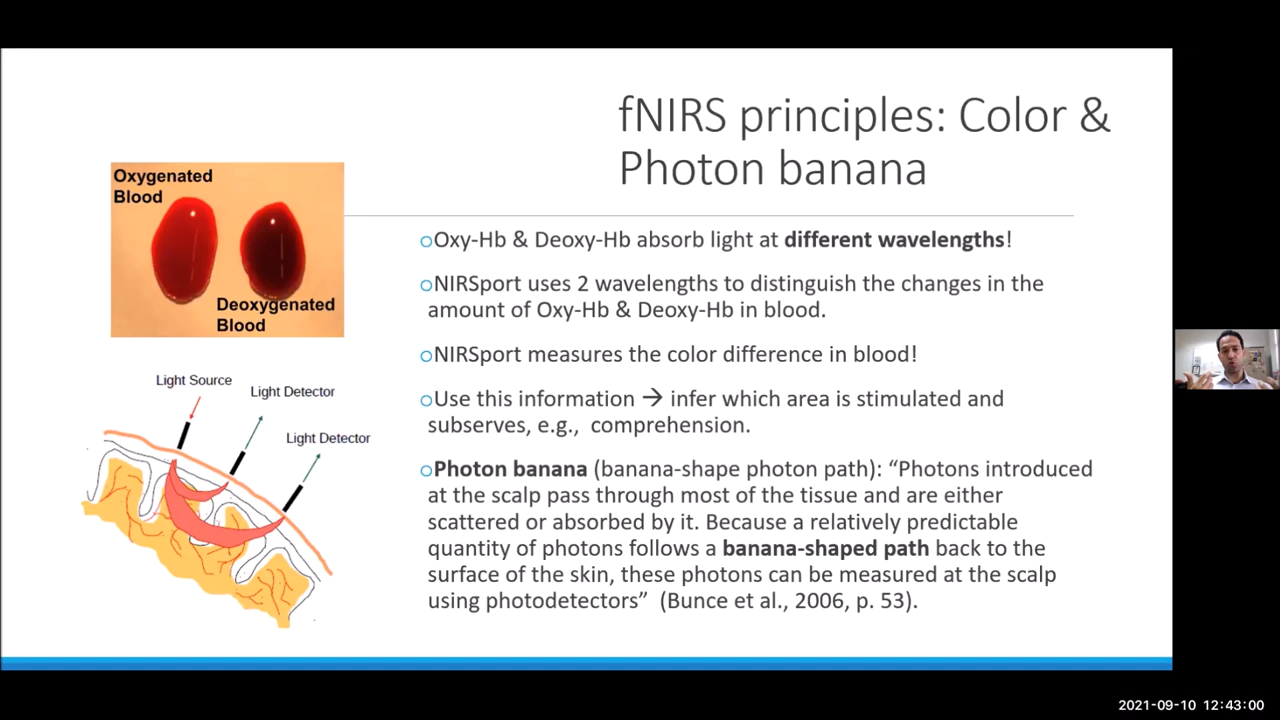 fNIRS principles: Color &
Photon banana
Oxygenated
Blood
Deoxygenated
Blood
Light Source
Light Detector
Light Detector
oOxy-Hb & Deoxy-Hb absorb light at different wavelengths!
oNIRSport uses 2 wavelengths to distinguish the changes in the
amount of Oxy-Hb & Deoxy-Hb in blood.
oNIRSport measures the color difference in blood!
oUse this information → infer which area is stimulated and
subserves, e.g., comprehension.
oPhoton banana (banana-shape photon path): “Photons introduced
at the scalp pass through most of the tissue and are either
scattered or absorbed by it. Because a relatively predictable
quantity of photons follows a banana-shaped path back to the
surface of the skin, these photons can be measured at the scalp
using photodetectors” (Bunce et al., 2006, p. 53).
2021-09-10 12:43:00